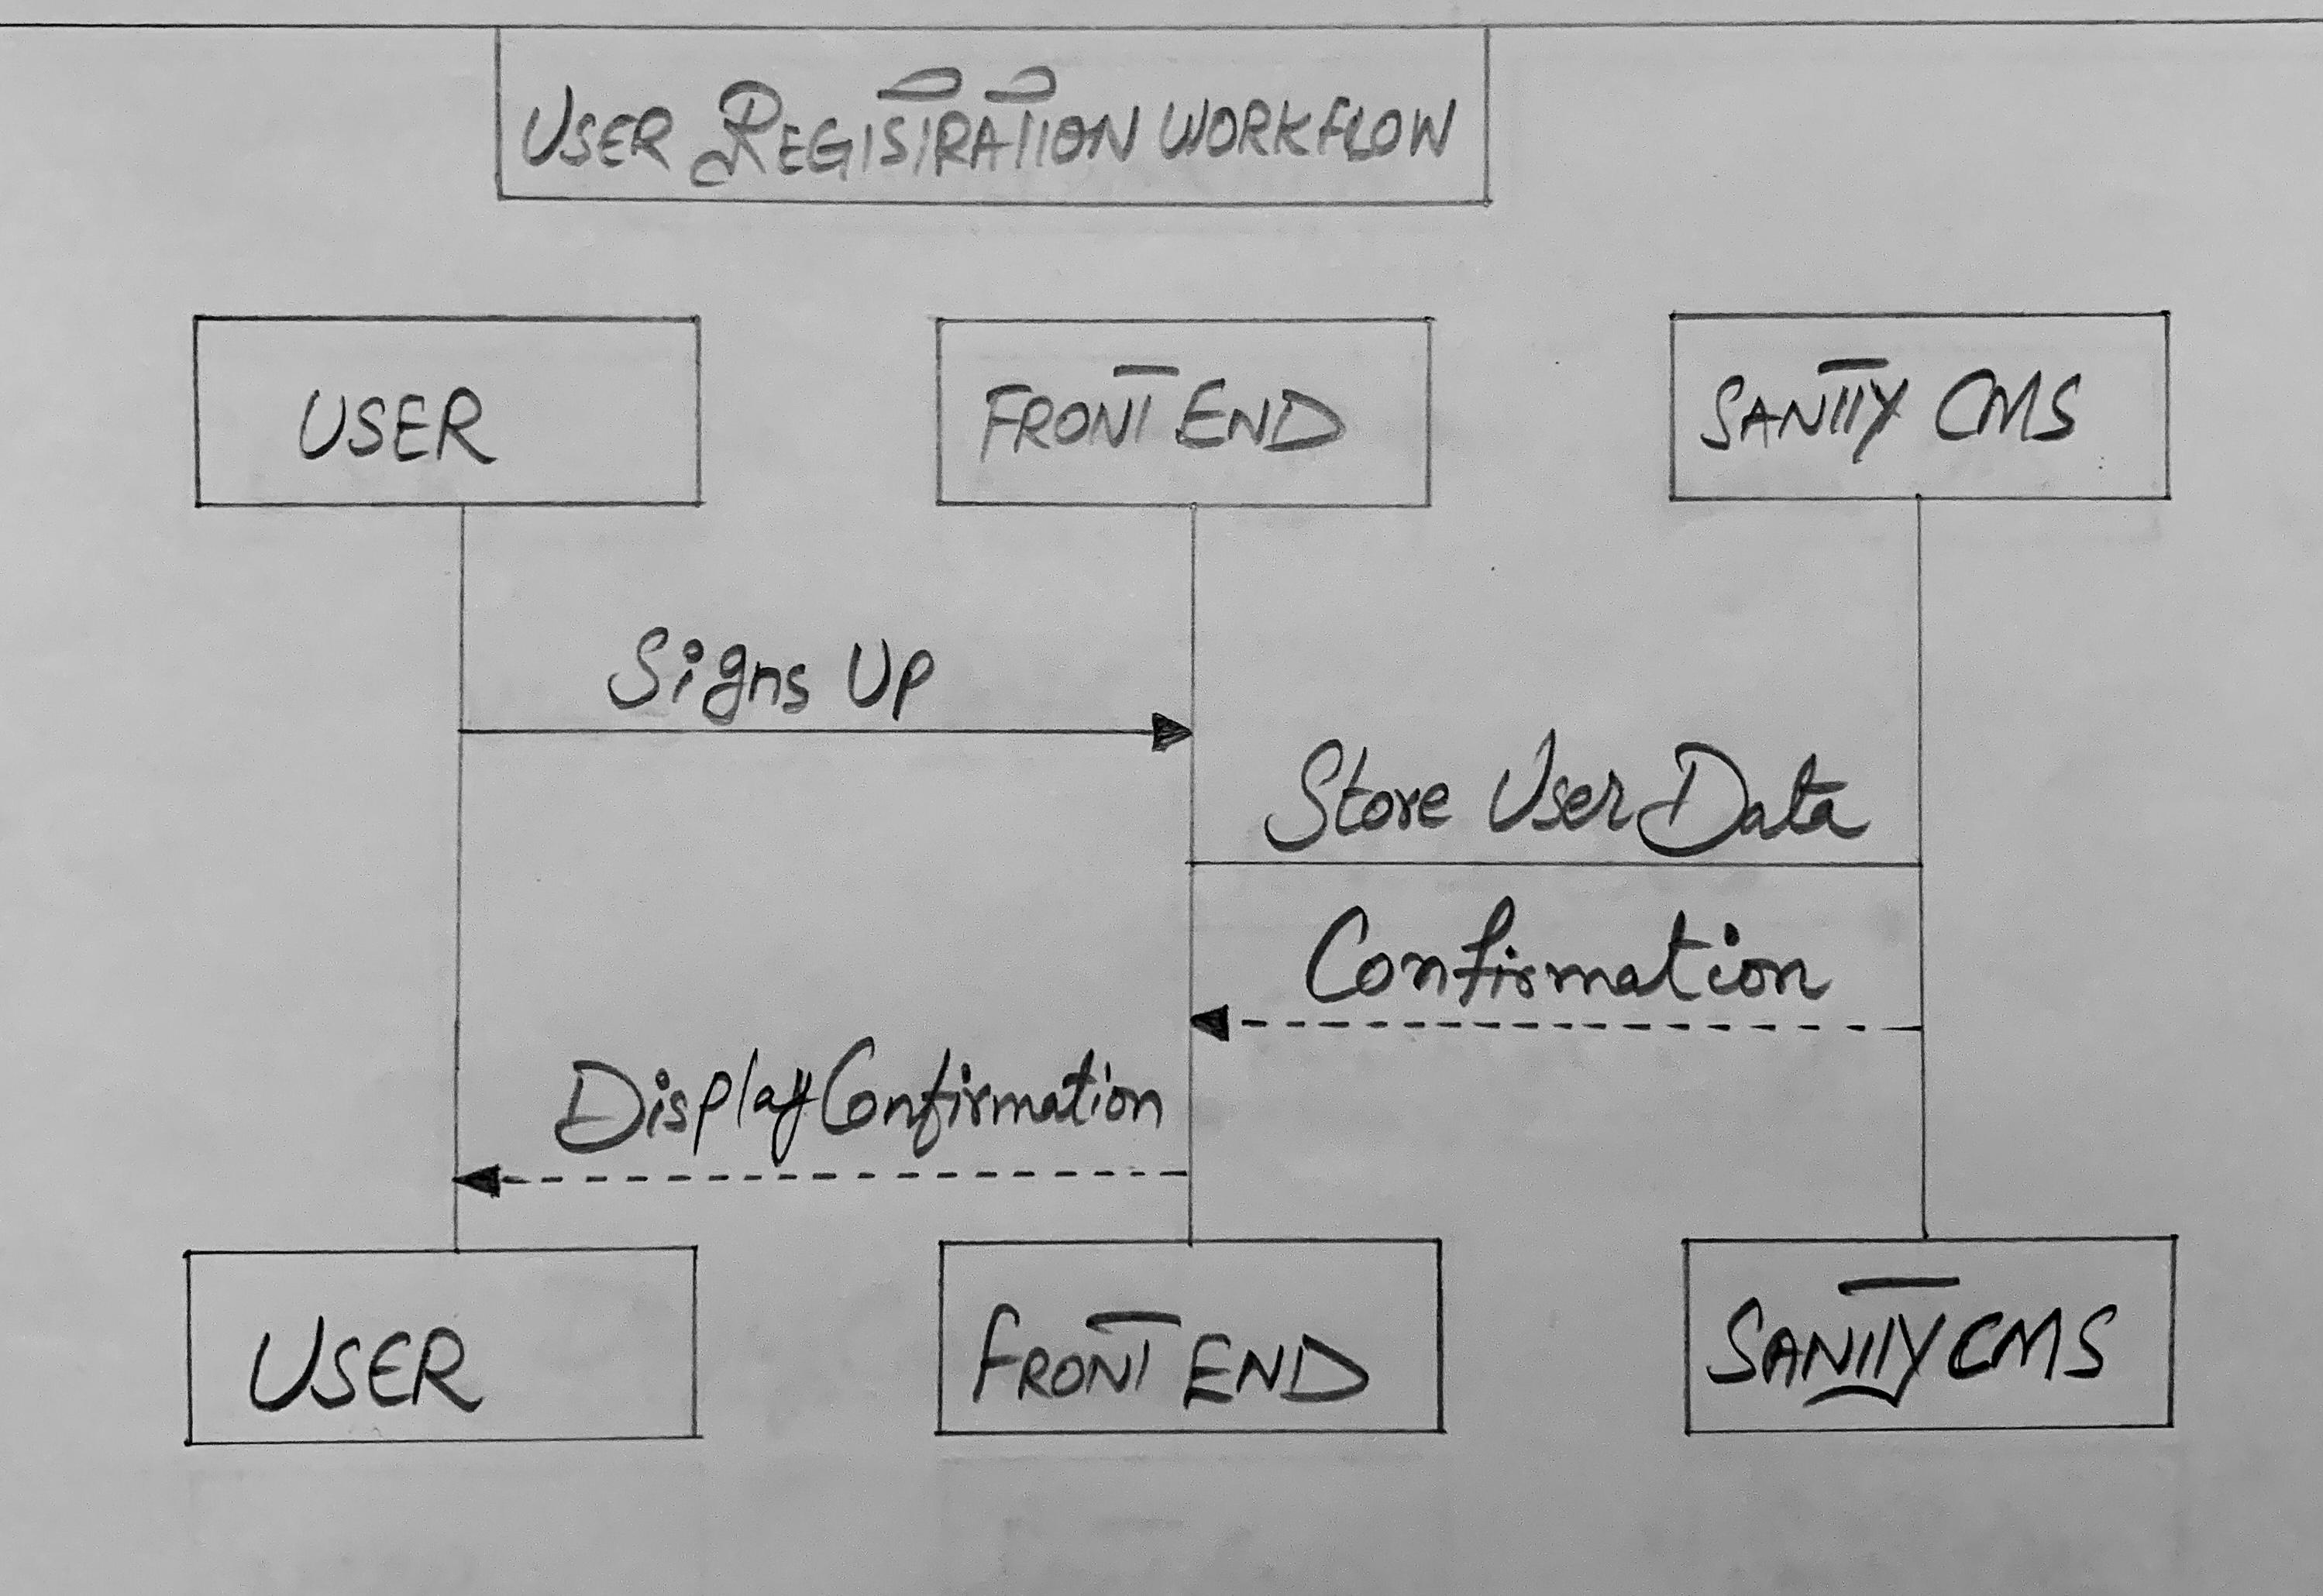 USER REGISTRATION WORKFLOW
USER
FRONT END
SANITY CMS
Signs Up
Store User Data
Confirmation
Display Confirmation
USER
FRONT END
SANITY CMS